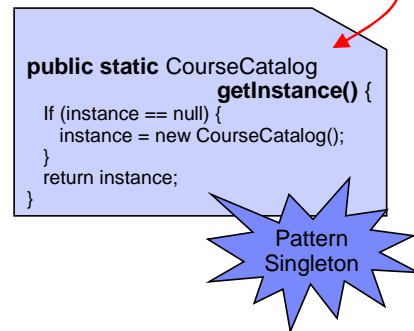 public static CourseCatalog
getInstance() {
If (instance == null) {
instance = new CourseCatalog();
}
return instance;
}
Pattern
Singleton